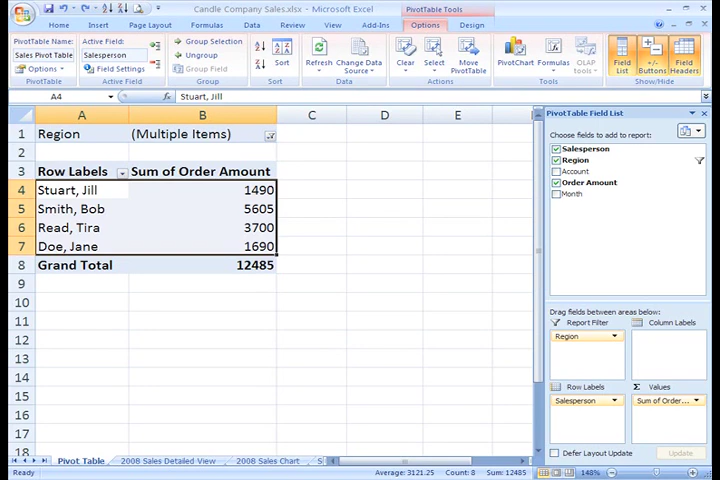 Candle Company Sales.xlsx - Microsoft Excel
PivotTable Tools
Home Insert Page Layout Formulas Data Review View Add-Ins Options Design
PivotTable Name: Active Field: Group Selection
Sales Pivot Table Salesperson Ungroup
Options Field Settings Group Field
Sort Refresh Change Data Source Clear Select Move PivotTable PivotChart Formulas OLAP tools Field List +/- Buttons Field Headers
PivotTable Active Field Group Sort Data Actions Tools Show/Hide
A4 Stuart, Jill
A B C D E
1 Region (Multiple Items)
2
3 Row Labels Sum of Order Amount
4 Stuart, Jill 1490
5 Smith, Bob 5605
6 Read, Tira 3700
7 Doe, Jane 1690
8 Grand Total 12485
9
10
11
12
13
14
15
16
17
18
PivotTable Field List
Choose fields to add to report:
Salesperson
Region
Account
Order Amount
Month
Drag fields between areas below:
Report Filter Column Labels
Region
Row Labels Σ Values
Salesperson Sum of Order...
Defer Layout Update Update
Pivot Table 2008 Sales Detailed View 2008 Sales Chart S
Ready Average: 3121.25 Count: 8 Sum: 12485 148%